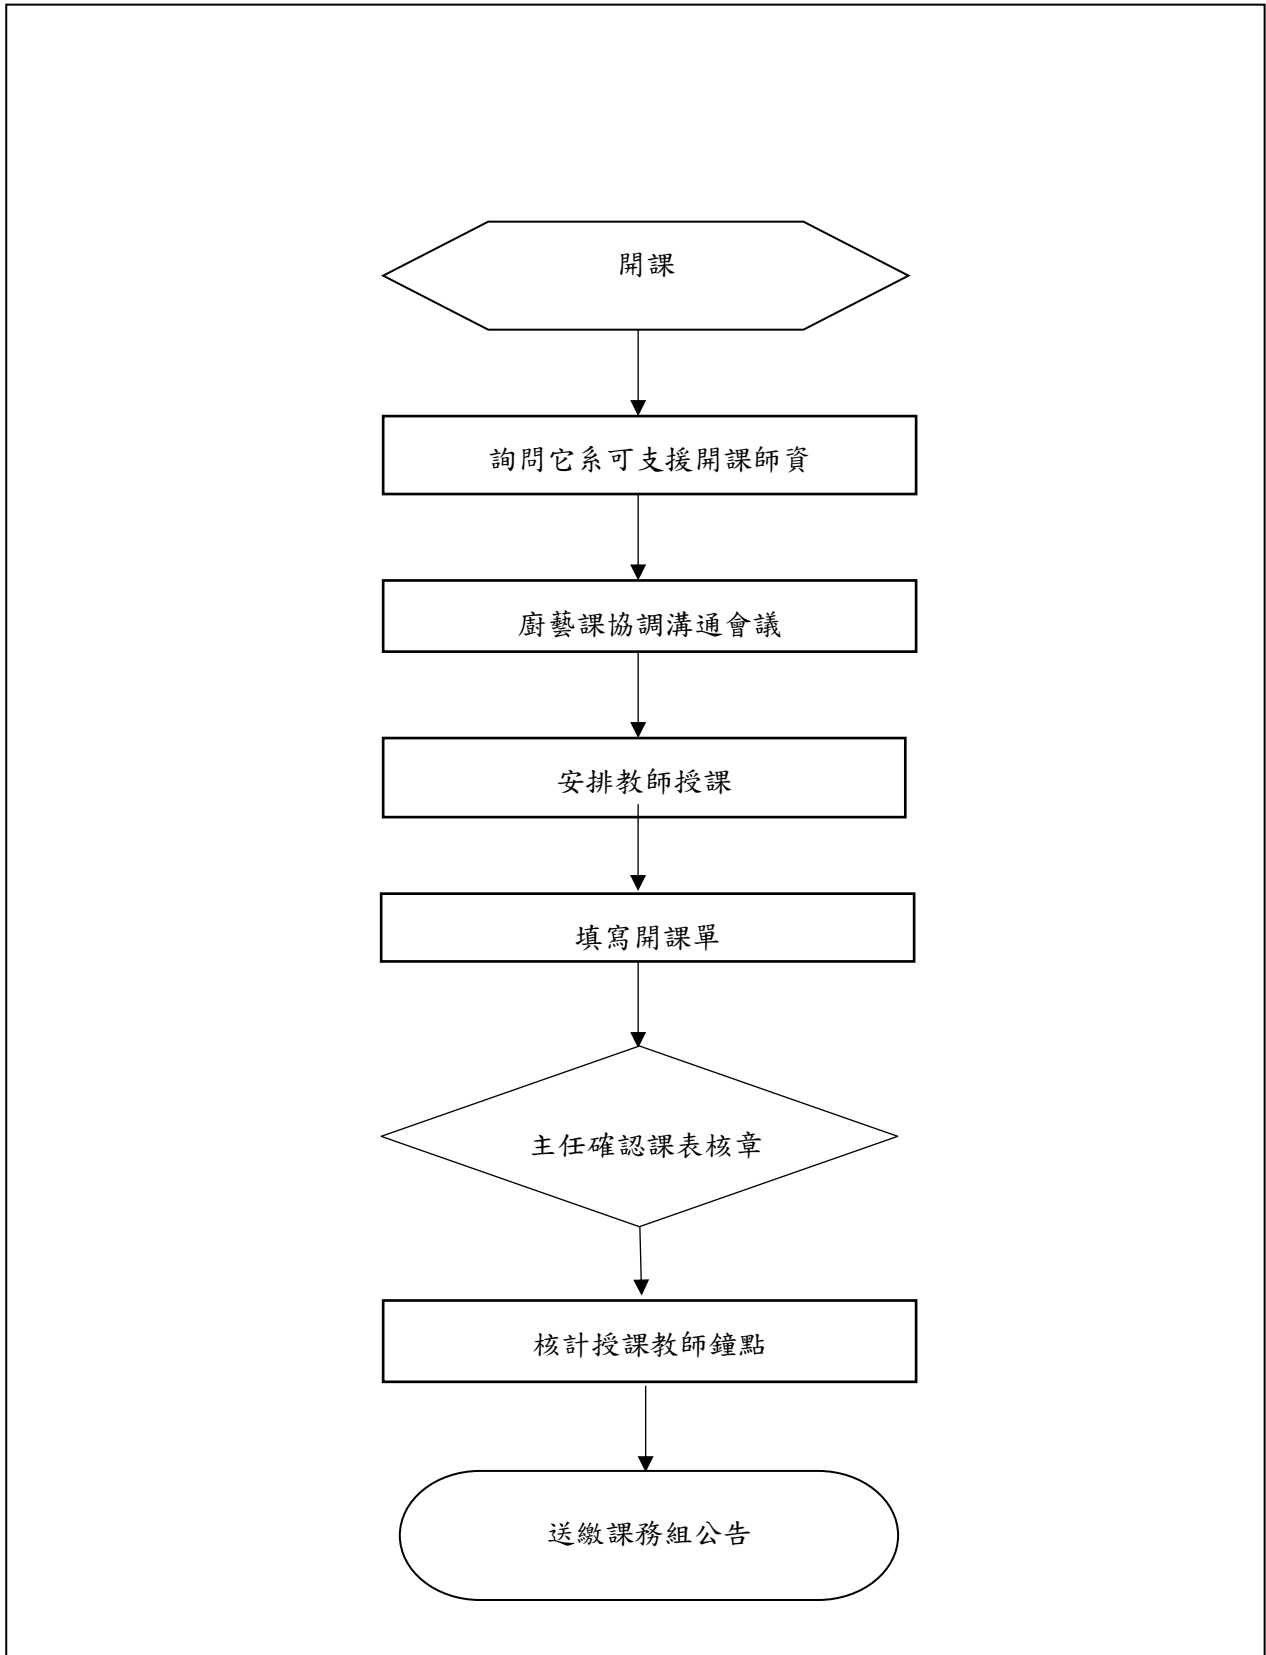 開課
詢問它系可支援開課師資
廚藝課協調溝通會議
安排教師授課
填寫開課單
主任確認課表核章
核計授課教師鐘點
送繳課務組公告